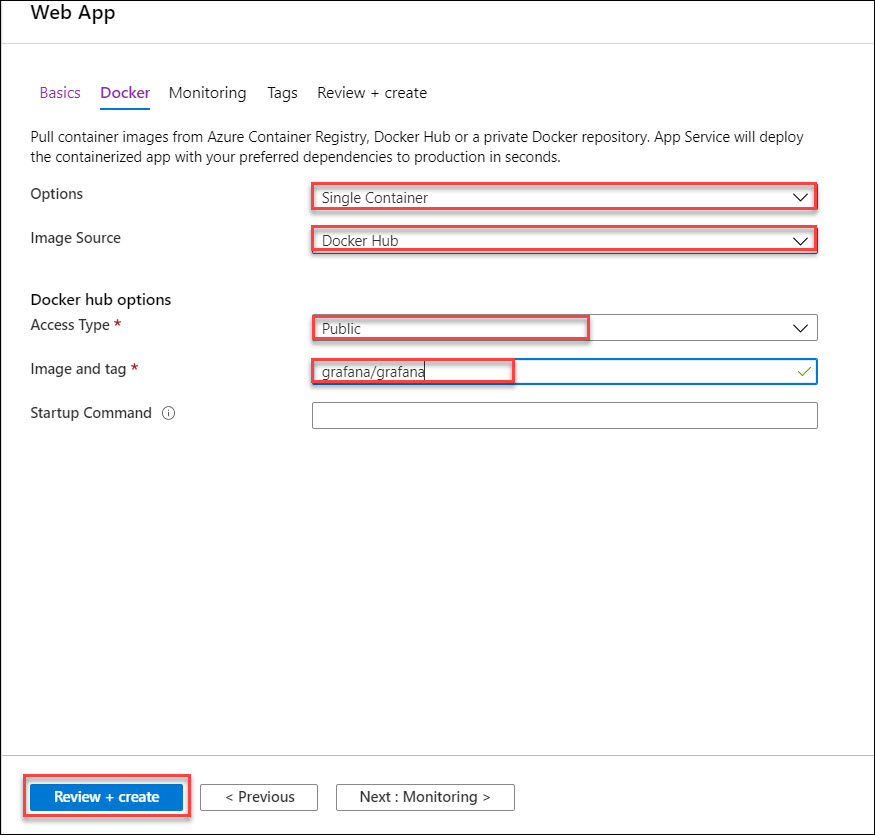 Web App
Basics Docker Monitoring Tags Review + create
Pull container images from Azure Container Registry, Docker Hub or a private Docker repository. App Service will deploy
the containerized app with your preferred dependencies to production in seconds.
Options Single Container
Image Source Docker Hub
Docker hub options
Access Type * Public
Image and tag * grafana/grafana
Startup Command
Review + create < Previous Next : Monitoring >